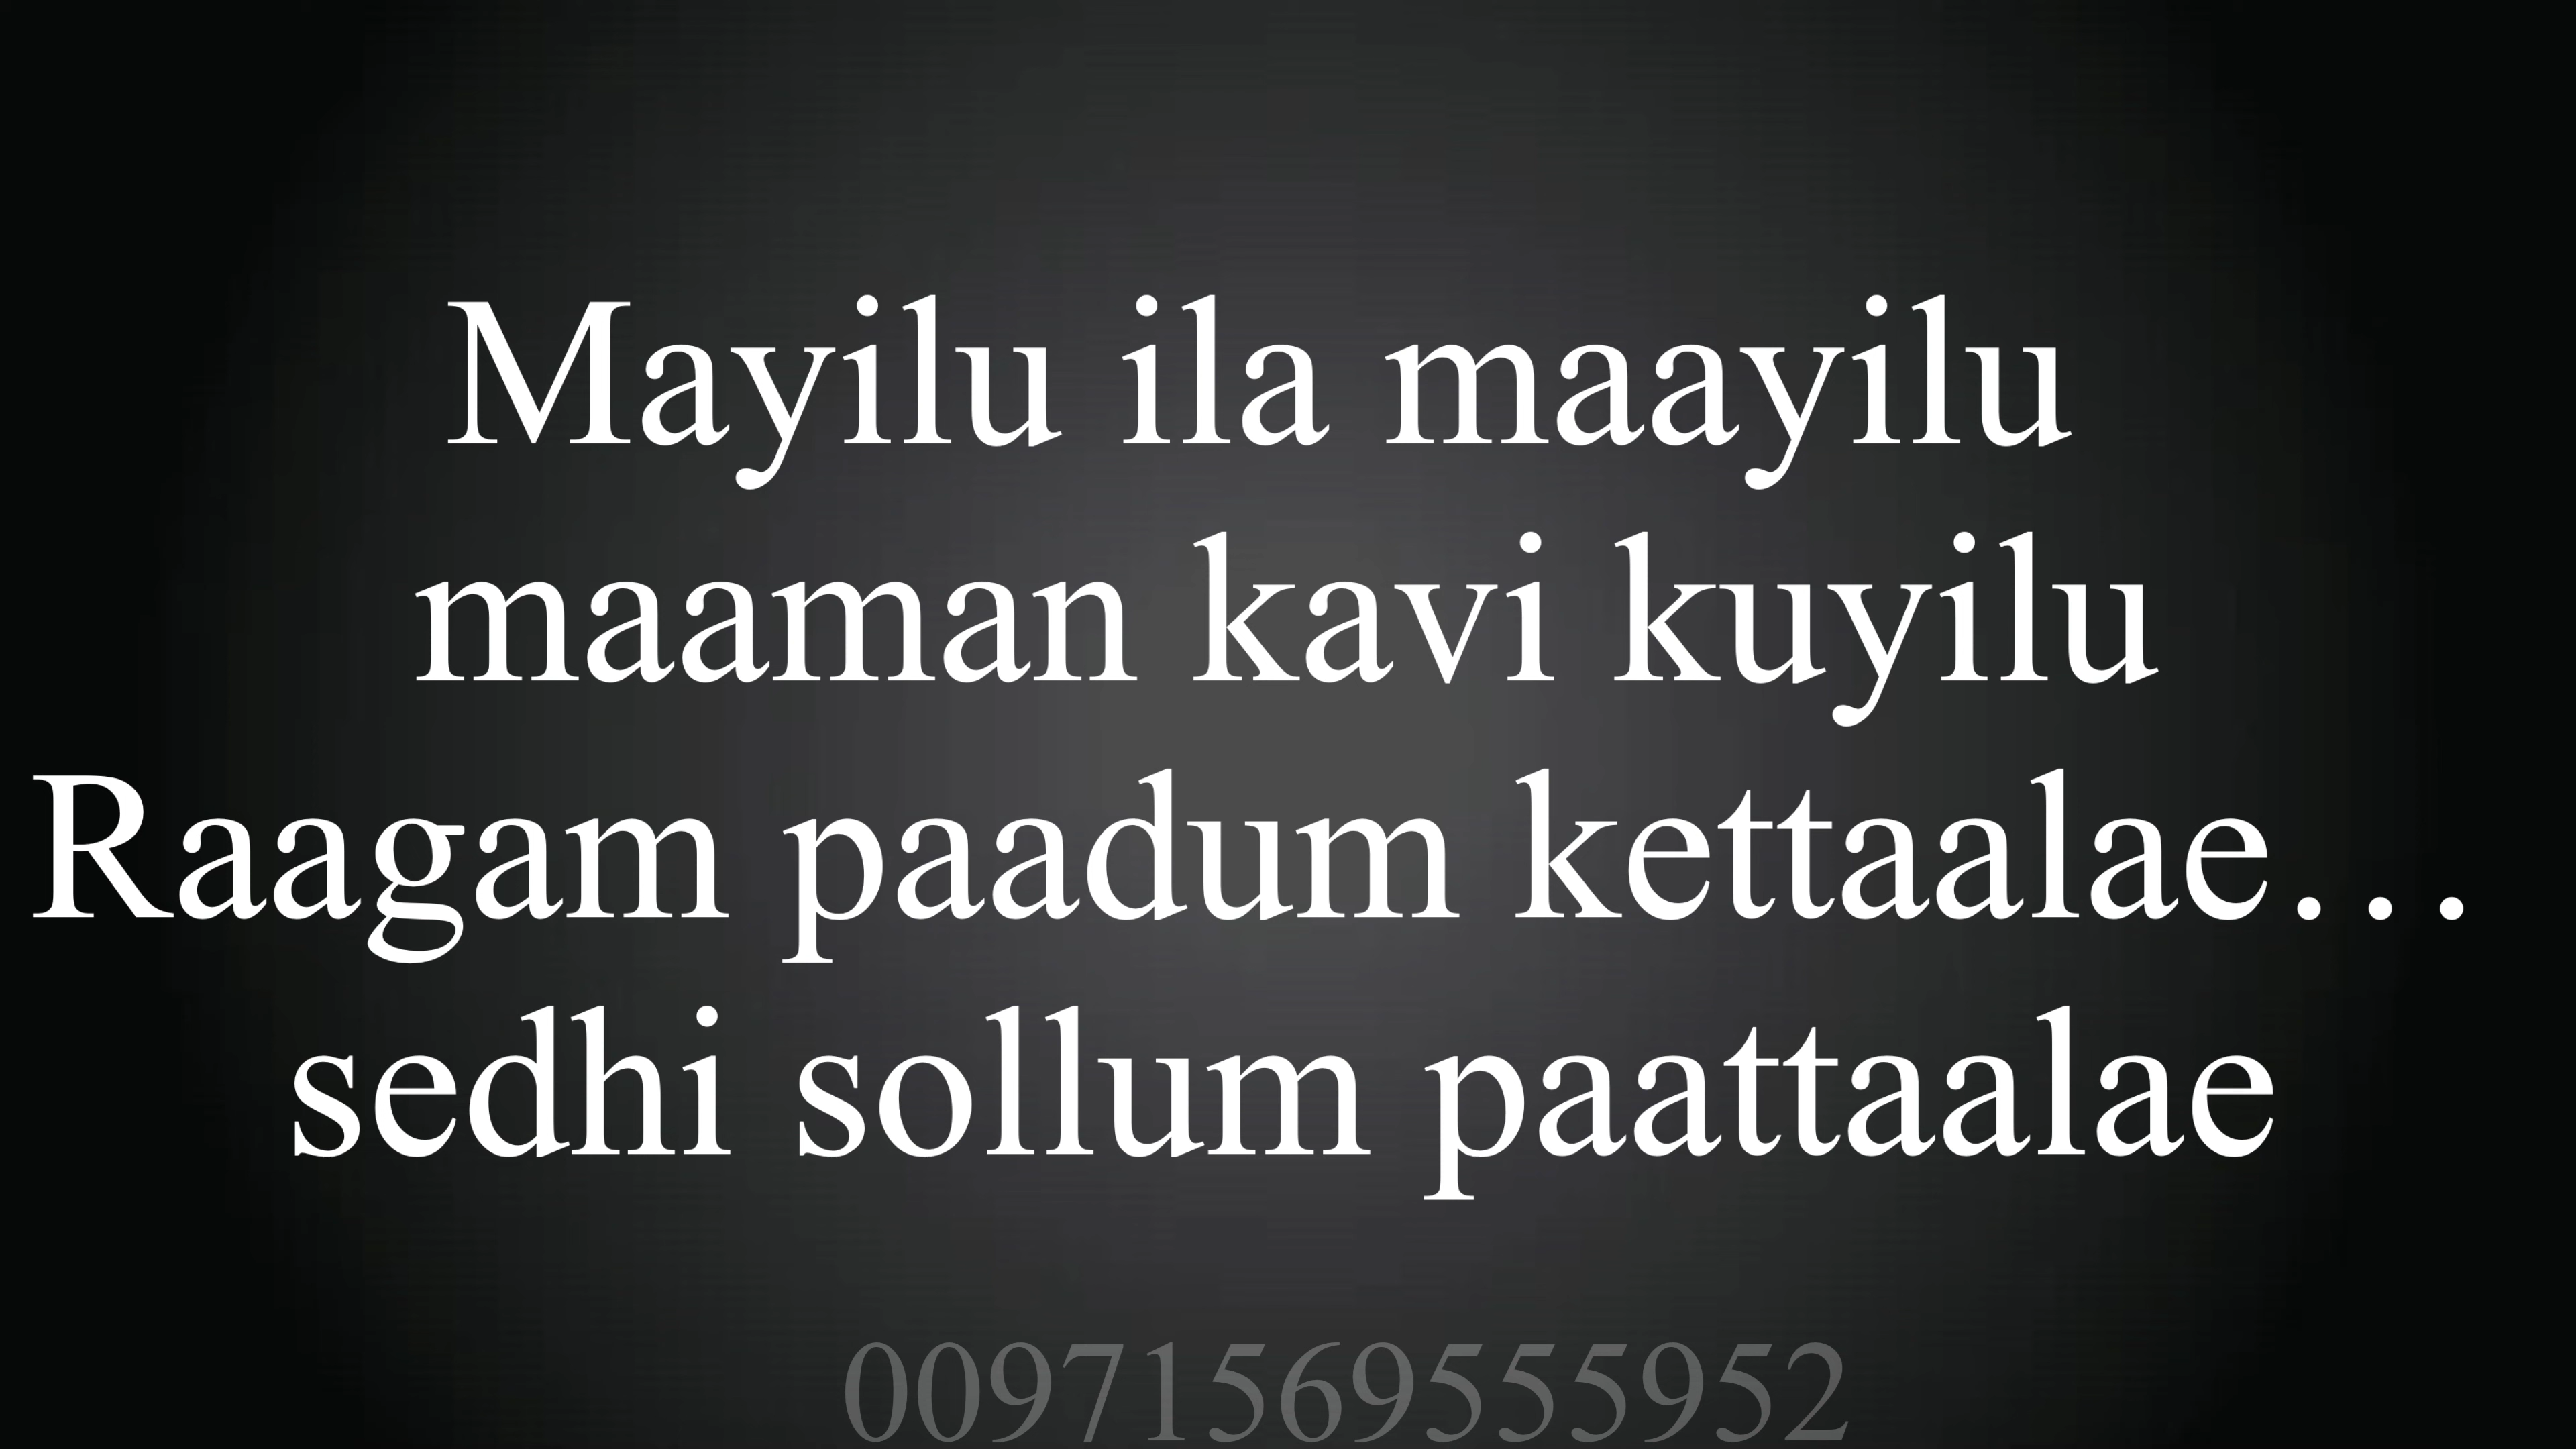 Mayilu ila maayilu
maaman kavi kuyilu
Raagam paadum kettaalae...
sedhi sollum paattaalae
00971569555952